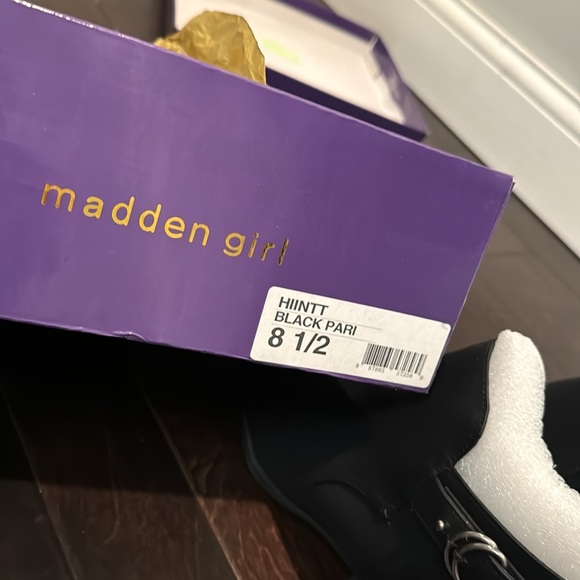 madden girl
HIINTT
BLACK PARI
8 1/2